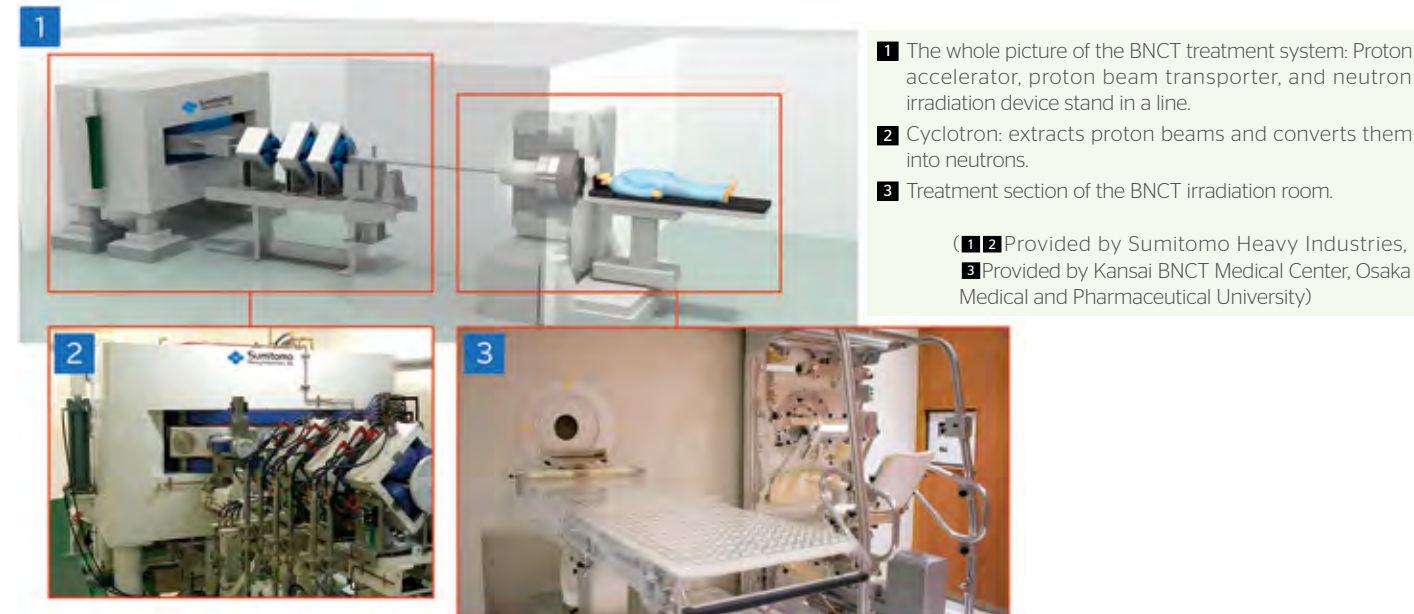 1
Sumitomo
1 The whole picture of the BNCT treatment system: Proton
accelerator, proton beam transporter, and neutron
irradiation device stand in a line.
2 Cyclotron: extracts proton beams and converts them
into neutrons.
3 Treatment section of the BNCT irradiation room.
(1 2 Provided by Sumitomo Heavy Industries,
3 Provided by Kansai BNCT Medical Center, Osaka
Medical and Pharmaceutical University)
2
Sumitomo
3